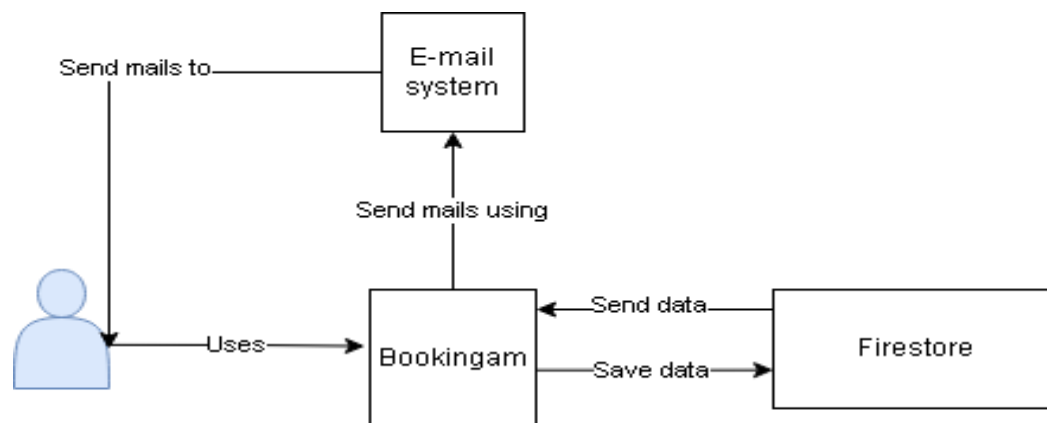 E-mail
system
Send mails to
Send mails using
Send data
Uses
Bookingam
Firestore
Save data